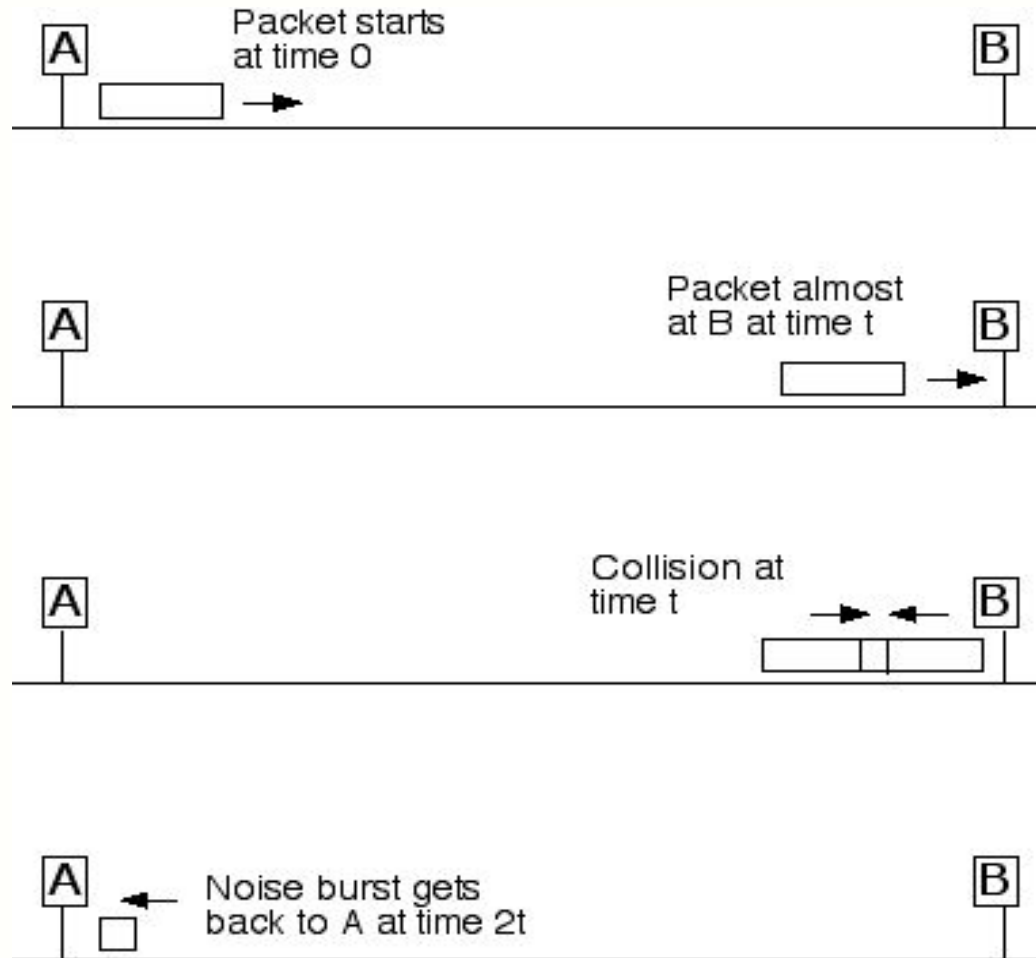 A
Packet starts
at time 0
B
A
Packet almost
at B at time t
B
A
Collision at
time t
B
A
Noise burst gets
back to A at time 2t
B